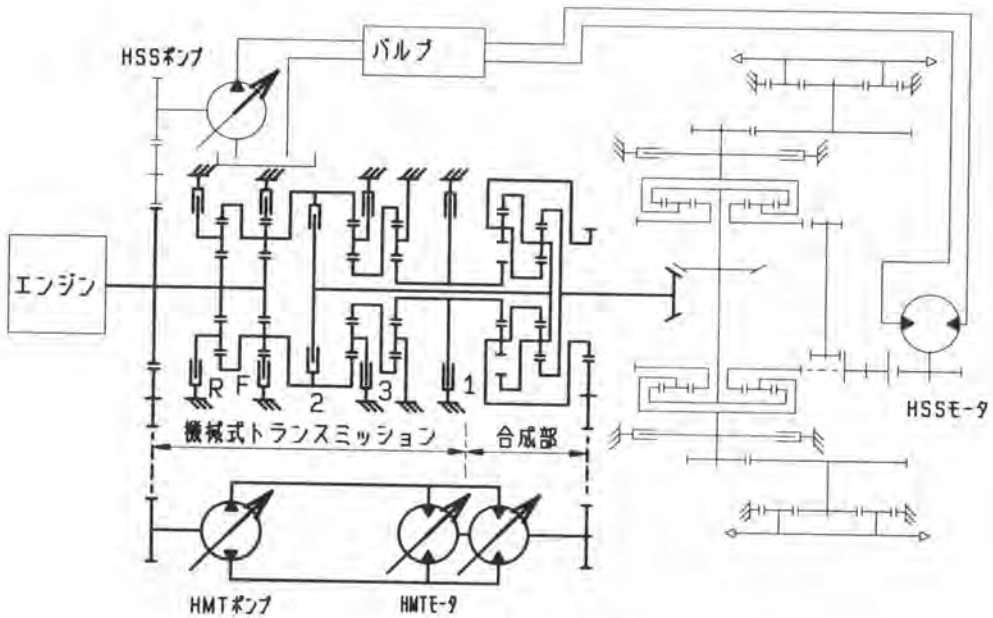 HSSポンプ
バルブ
エンジン
R
F
2
3
1
HSSモータ
機械式トランスミッション
合成部
HMTポンプ
HMTモータ